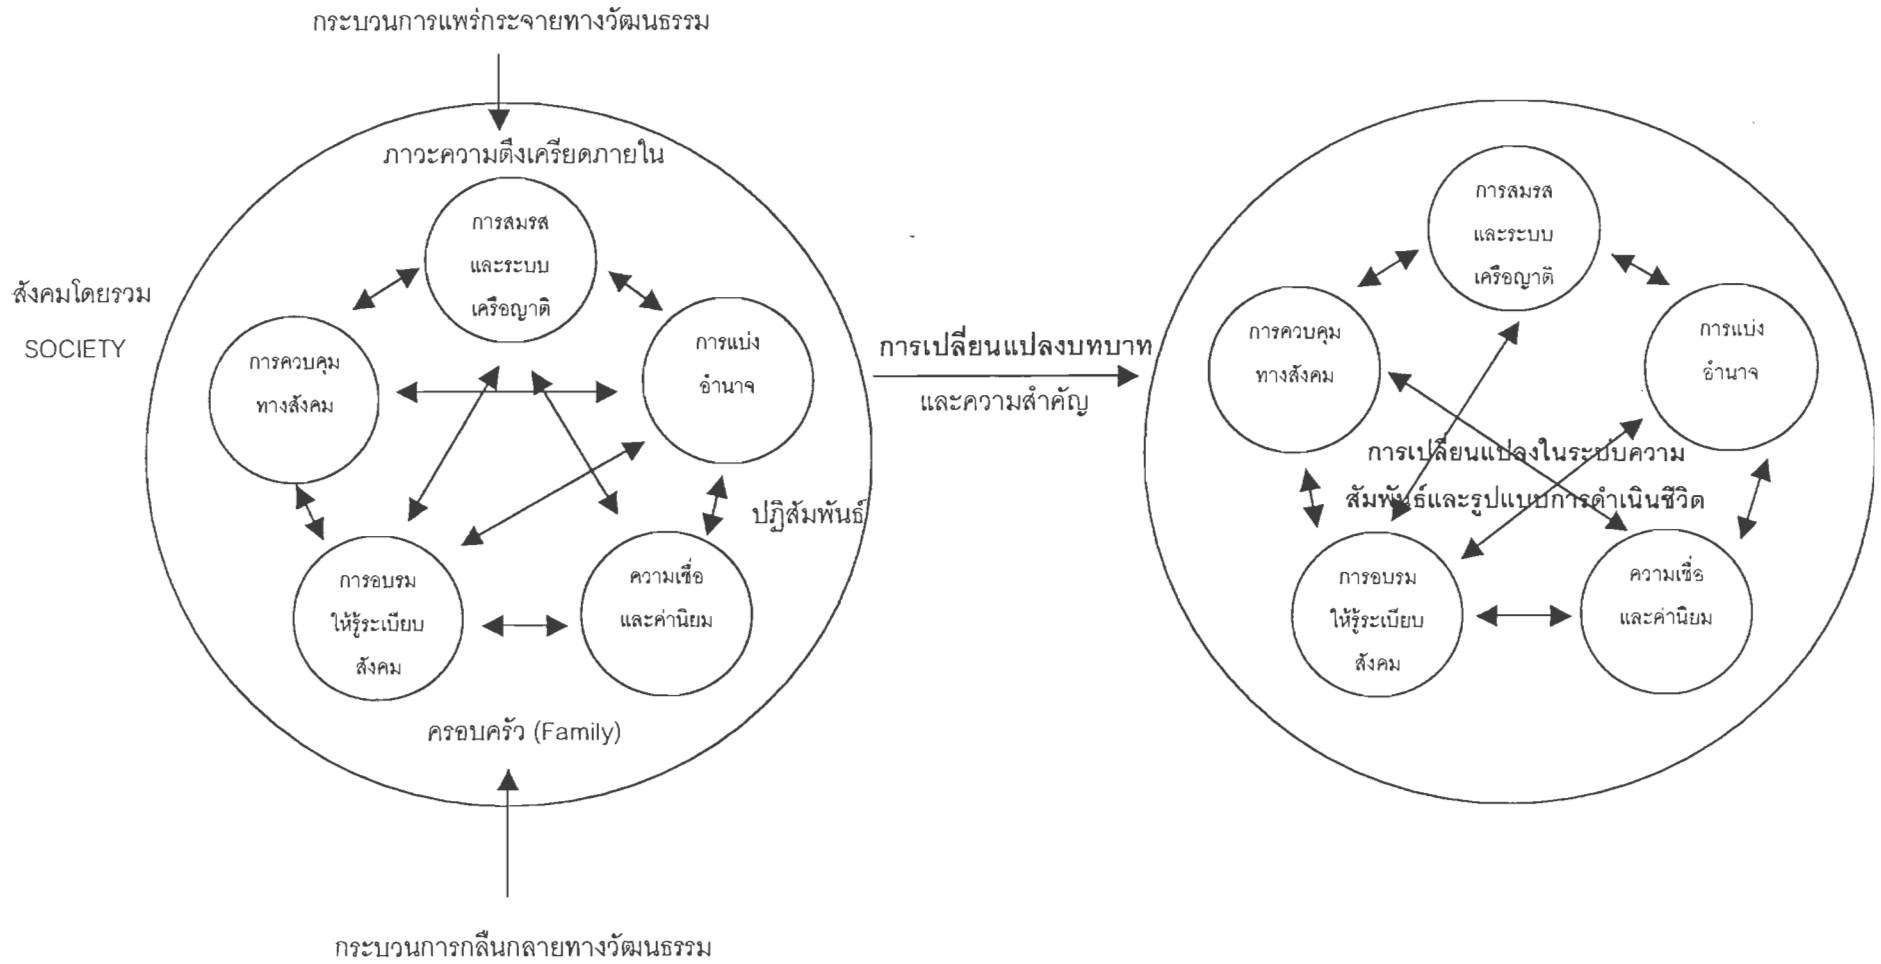 กระบวนการแพร่กระจายทางวัฒนธรรม
ภาวะความตึงเครียดภายใน
การสมรส
และระบบ
เครือญาติ
สังคมโดยรวม
SOCIETY
การควบคุม
ทางสังคม
การแบ่ง
อำนาจ
ปฏิสัมพันธ์
การอบรม
ให้รู้ระเบียบ
สังคม
ความเชื่อ
และค่านิยม
ครอบครัว (Family)
กระบวนการกลืนกลายทางวัฒนธรรม
การเปลี่ยนแปลงบทบาท
และความสำคัญ
การสมรส
และระบบ
เครือญาติ
การควบคุม
ทางสังคม
การแบ่ง
อำนาจ
การเปลี่ยนแปลงในระบบความ
สัมพันธ์และรูปแบบการดำเนินชีวิต
การอบรม
ให้รู้ระเบียบ
สังคม
ความเชื่อ
และค่านิยม